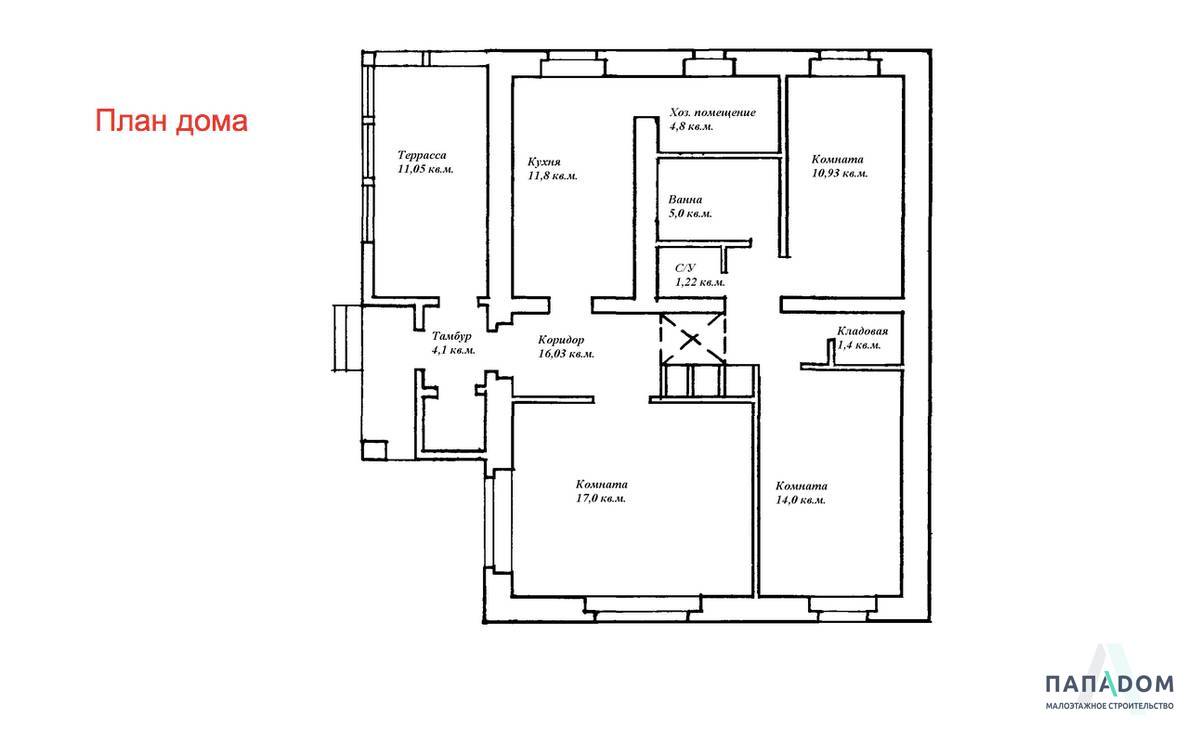 План дома
Хоз. помещение
4,8 кв.м.
Терраса
11,05 кв.м.
Кухня
11,8 кв.м.
Комната
10,93 кв.м.
Ванна
5,0 кв.м.
С/У
1,22 кв.м.
Тамбур
4,1 кв.м.
Коридор
16,03 кв.м.
Кладовая
1,4 кв.м.
Комната
17,0 кв.м.
Комната
14,0 кв.м.
ПАПАDОМ
МАЛОЭТАЖНОЕ СТРОИТЕЛЬСТВО